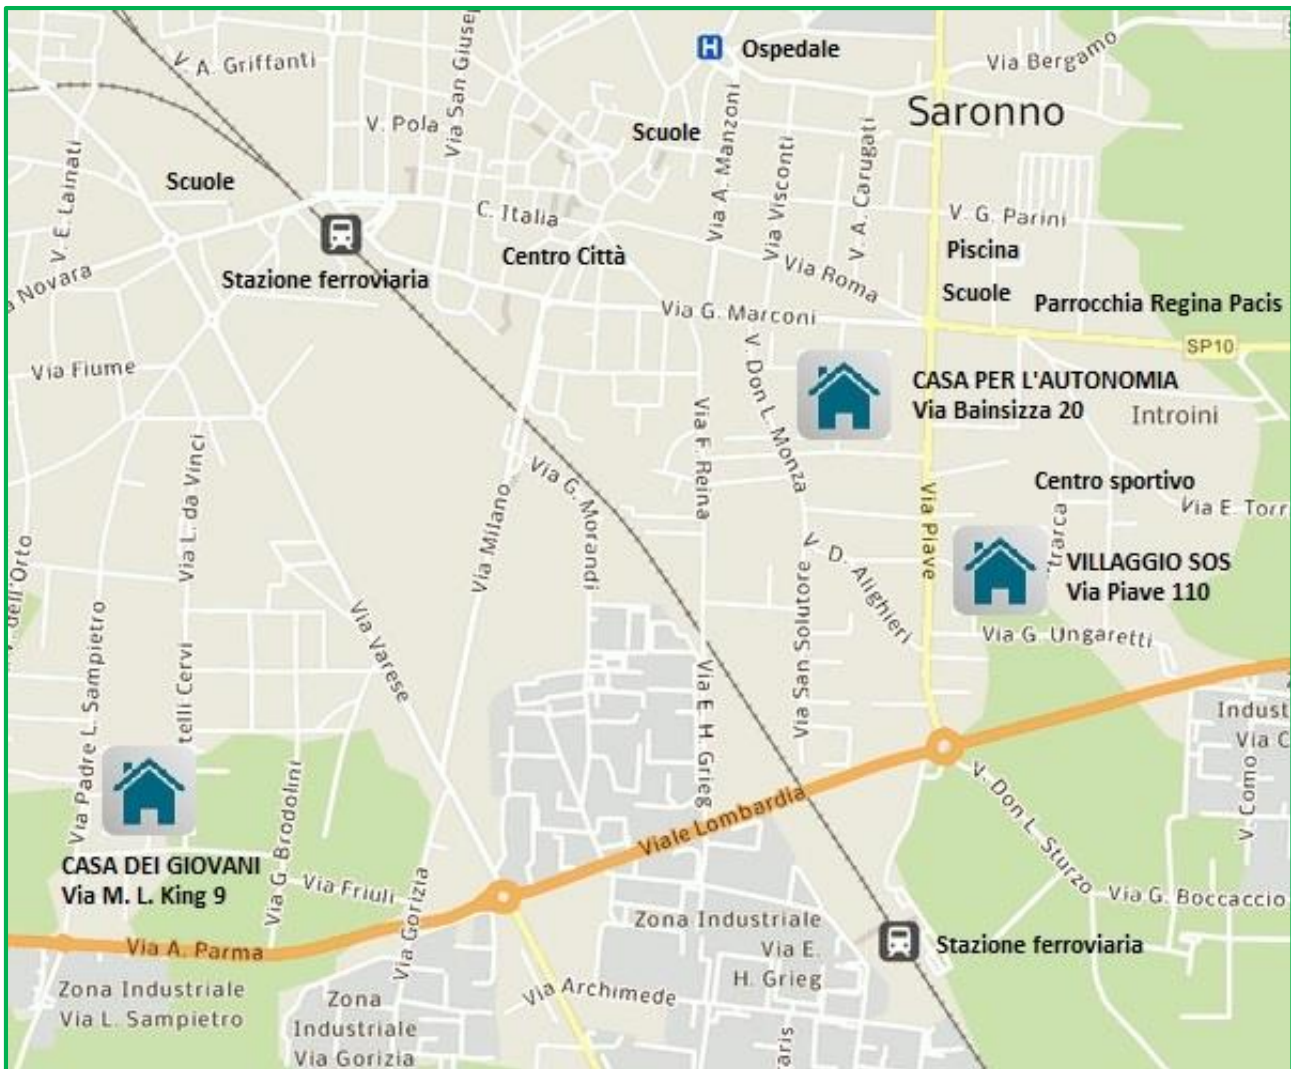 V. A. Griffanti
Via San Giusep
H
Ospedale
Via Bergamo
Saronno
V. Pola
Scuole
Via A. Manzoni
Via Visconti
V. A. Carugati
V. E. Lainati
Scuole
C. Italia
V. G. Parini
Piscina
Centro Città
Stazione ferroviaria
a Novara
Via Roma
Scuole
Parrocchia Regina Pacis
Via G. Marconi
SP10
Via Fiume
V. Don L. Monza
CASA PER L'AUTONOMIA
Via Bainsizza 20
Introini
Via F. Reina
Via L. da Vinci
Via G. Morandi
Via Milano
Centro sportivo
Via E. Torr
Via Piave
trarca
V. D. Alighieri
VILLAGGIO SOS
Via Piave 110
dell'Orto
Via Padre L. Sampietro
Via Varese
Via San Solutore
Via G. Ungaretti
telli Cervi
Via E. H. Grieg
Indust
Via C
V. Como
Via G. Brodolini
Viale Lombardia
V. Don L. Sturzo
CASA DEI GIOVANI
Via M. L. King 9
Via Friuli
Via Gorizia
Via G. Boccaccio
Via A. Parma
Zona Industriale
Via E.
H. Grieg
Stazione ferroviaria
Zona Industriale
Via L. Sampietro
Zona
Industriale
Via Gorizia
Via Archimede
aris